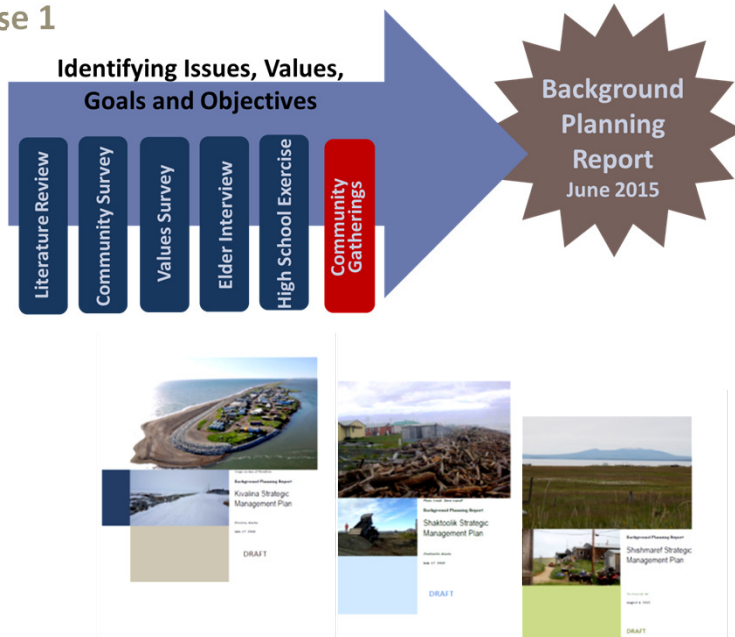 se 1
Identifying Issues, Values,
Goals and Objectives
Literature Review
Community Survey
Values Survey
Elder Interview
High School Exercise
Community
Gatherings
Background
Planning
Report
June 2015
Background Planning Report
Kivalina Strategic
Management Plan
DRAFT
Background Planning Report
Shaktoolik Strategic
Management Plan
DRAFT
Background Planning Report
Shishmaref Strategic
Management Plan
DRAFT